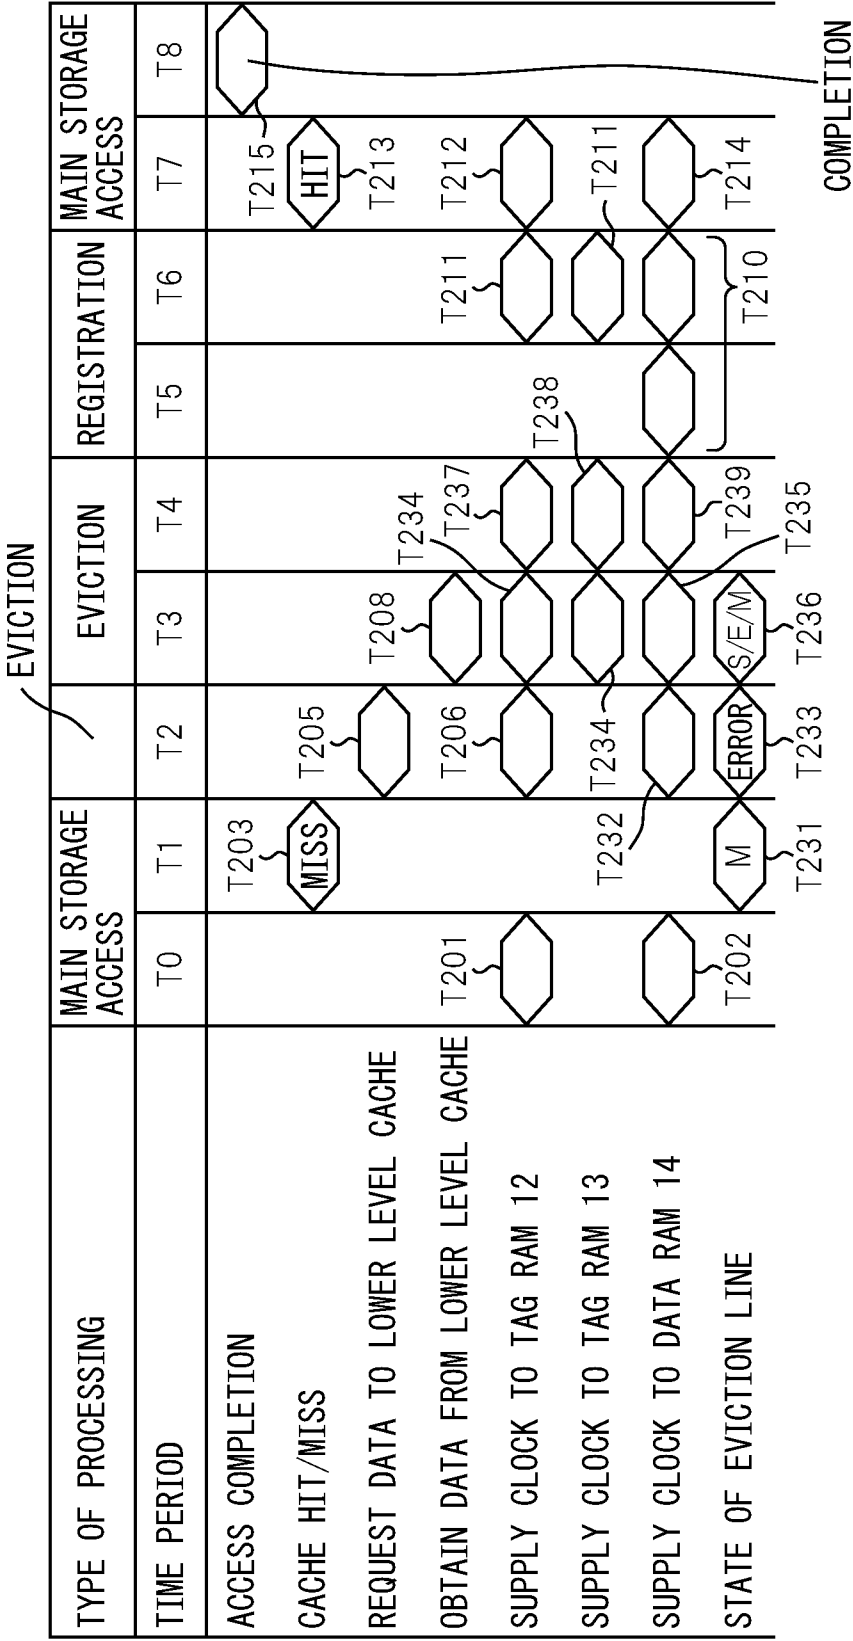 EVICTION
TYPE OF PROCESSING
MAIN STORAGE
ACCESS
EVICTION
REGISTRATION
MAIN STORAGE
ACCESS
TIME PERIOD T0 T1 T2 T3 T4 T5 T6 T7 T8
ACCESS COMPLETION
T203
T215
CACHE HIT/MISS
MISS
HIT
T205
T208
T213
REQUEST DATA TO LOWER LEVEL CACHE
T234
OBTAIN DATA FROM LOWER LEVEL CACHE
T201
T206
T237
T211
T212
SUPPLY CLOCK TO TAG RAM 12
T238
SUPPLY CLOCK TO TAG RAM 13
T232
T234
T211
SUPPLY CLOCK TO DATA RAM 14
T202
T239
T210
T214
STATE OF EVICTION LINE
M
ERROR
S/E/M
T231
T233
T236
T235
COMPLETION